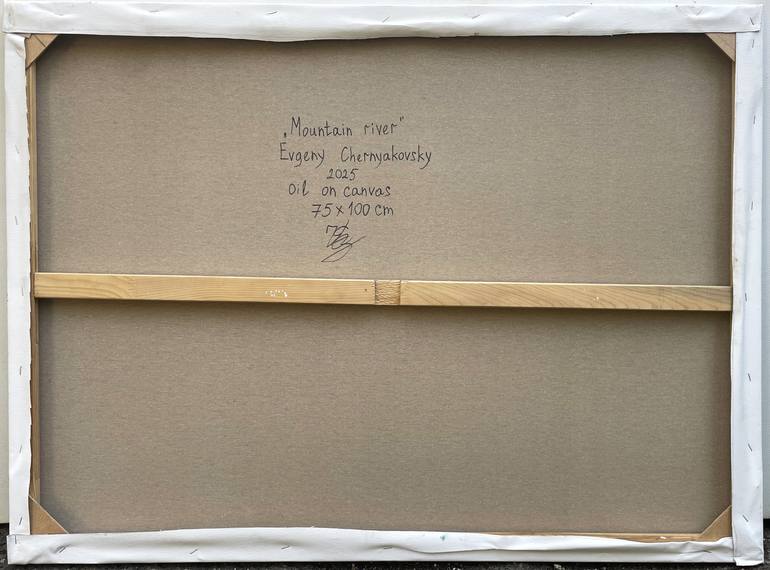 „Mountain river"
Evgeny Chernyakovsky
2025
Oil on canvas
75 x 100 cm